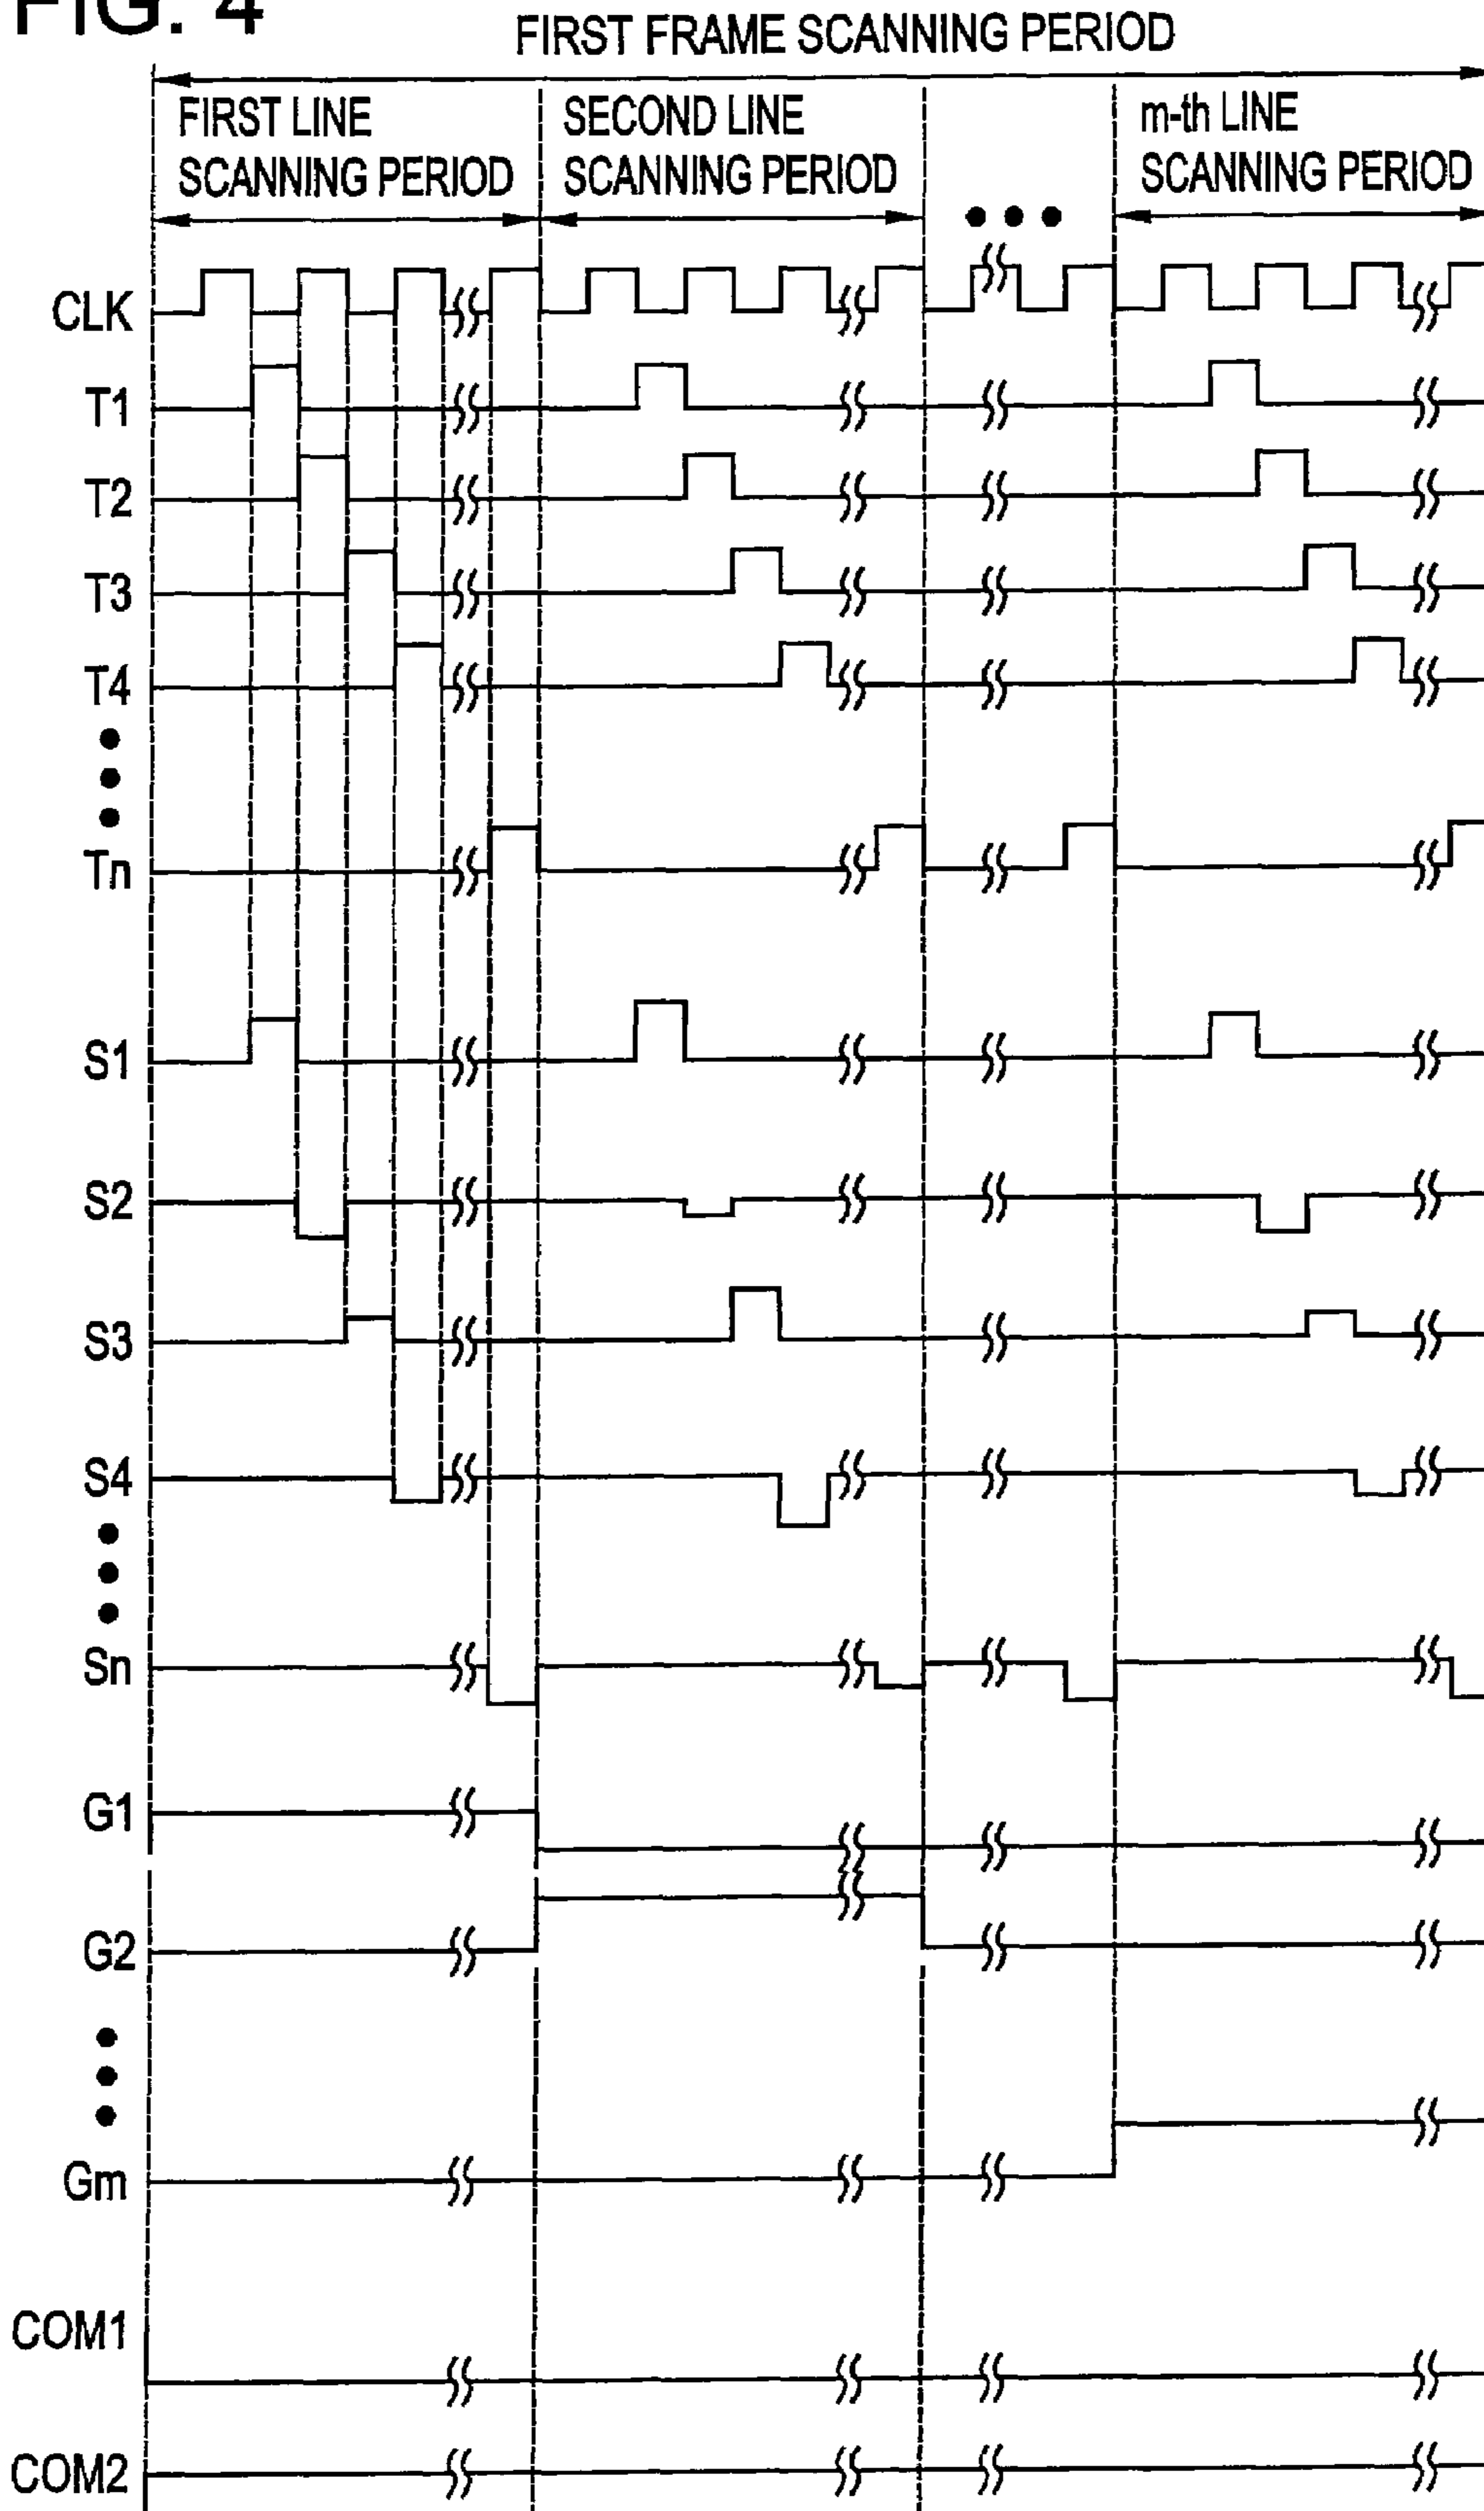 FIG. 4
FIRST FRAME SCANNING PERIOD
FIRST LINE
SCANNING PERIOD
SECOND LINE
SCANNING PERIOD
m-th LINE
SCANNING PERIOD
CLK
T1
T2
T3
T4
Tn
S1
S2
S3
S4
Sn
G1
G2
Gm
COM1
COM2